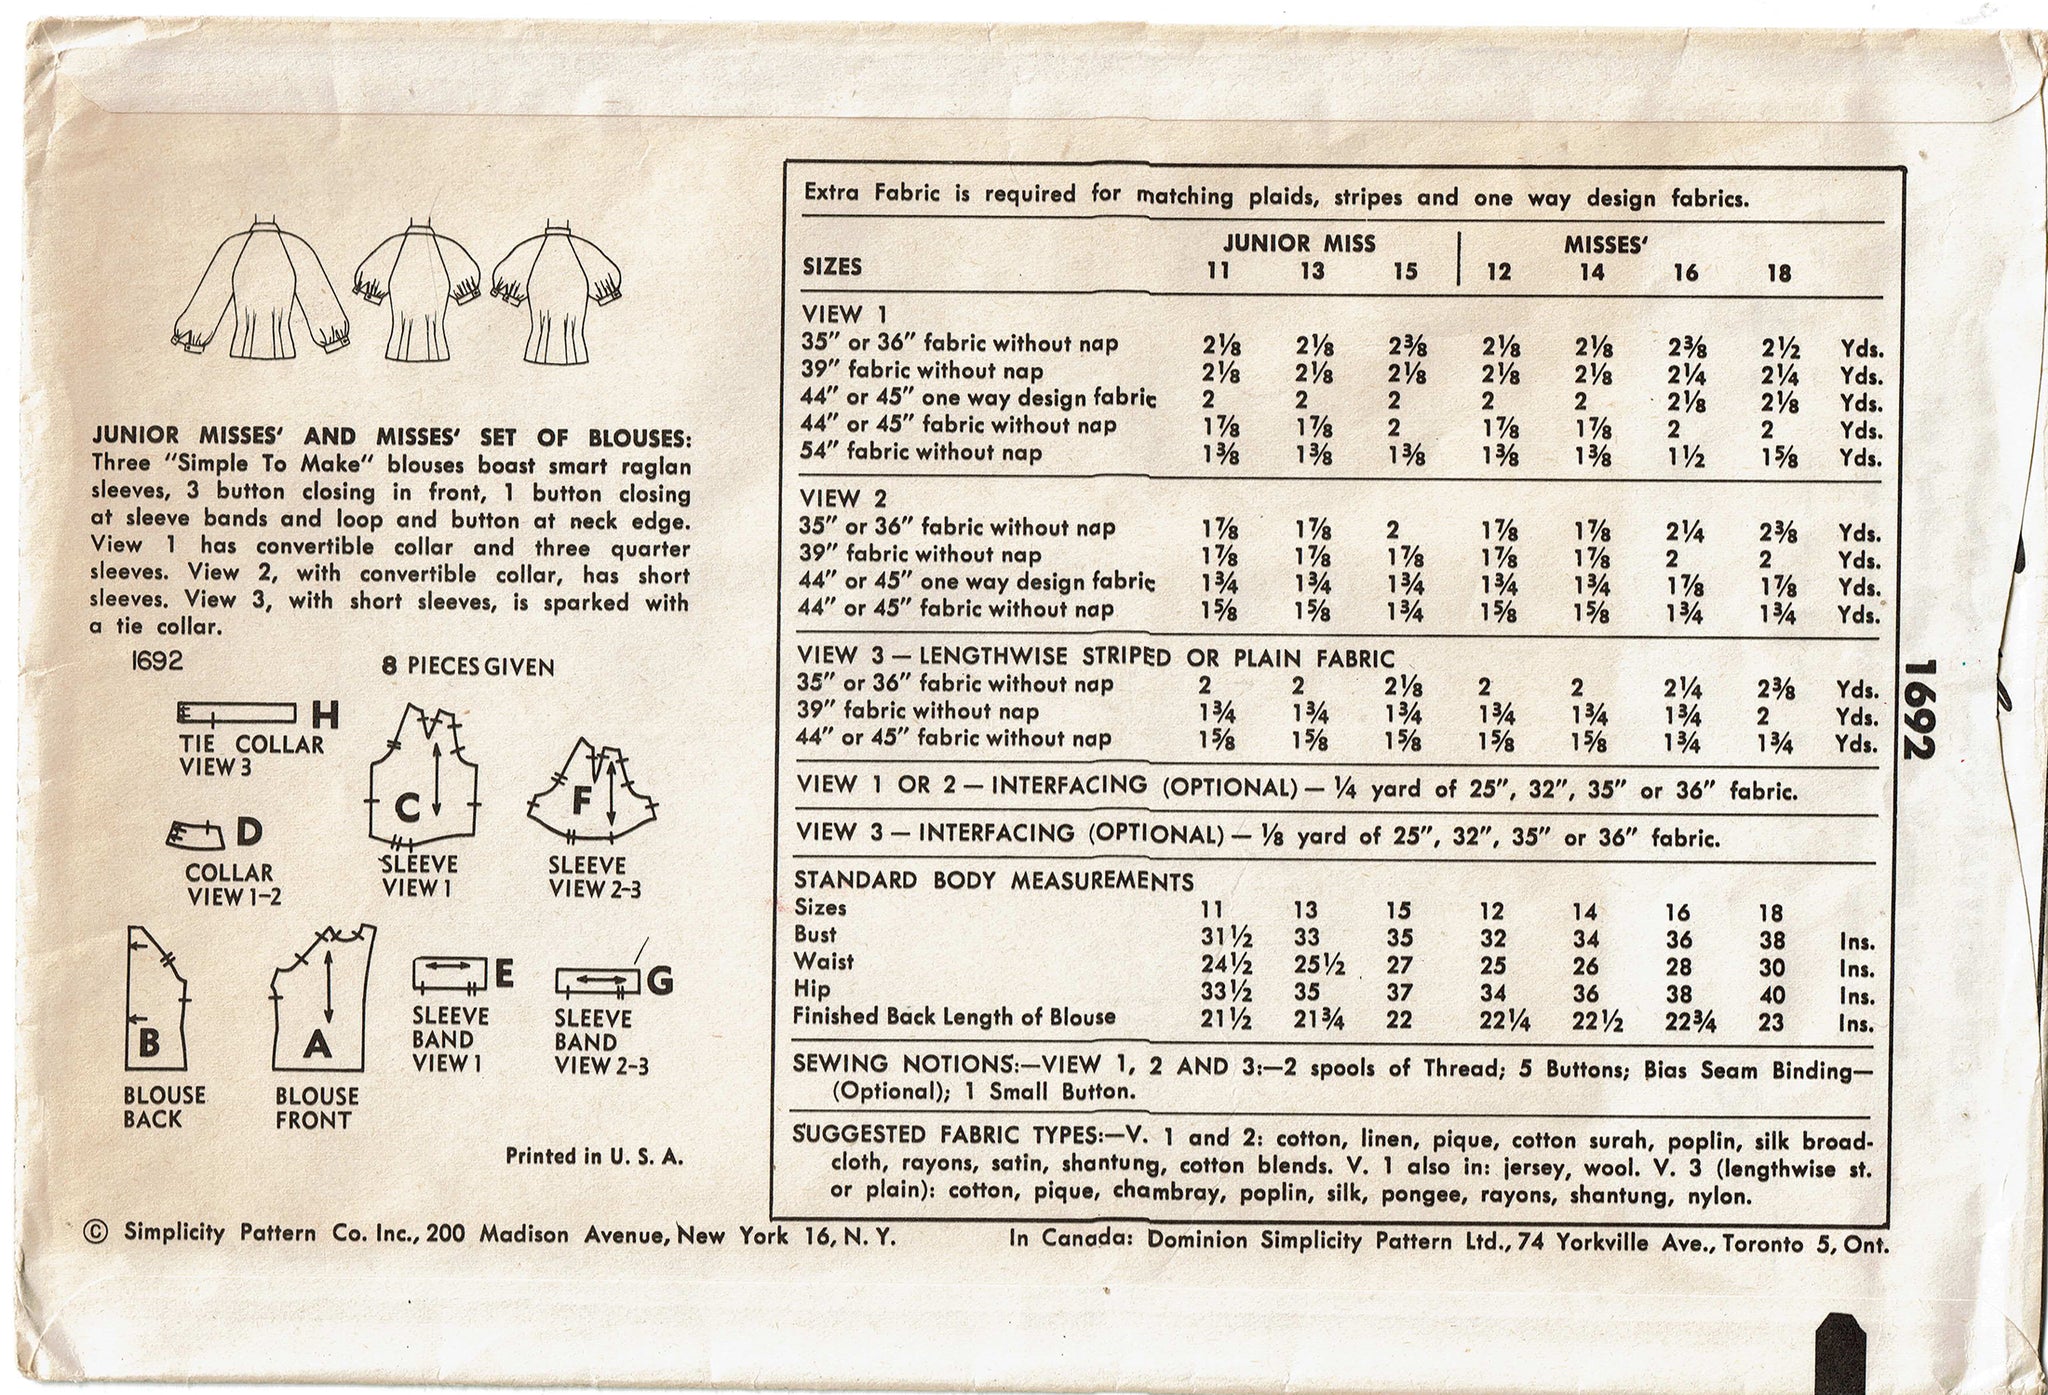 JUNIOR MISSES' AND MISSES' SET OF BLOUSES:
Three "Simple To Make" blouses boast smart raglan
sleeves, 3 button closing in front, 1 button closing
at sleeve bands and loop and button at neck edge.
View 1 has convertible collar and three quarter
sleeves. View 2, with convertible collar, has short
sleeves. View 3, with short sleeves, is sparked with
a tie collar.
1692 8 PIECES GIVEN
H
TIE COLLAR
VIEW 3
C
SLEEVE
VIEW 1
F
SLEEVE
VIEW 2-3
D
COLLAR
VIEW 1-2
B
BLOUSE
BACK
A
BLOUSE
FRONT
E
SLEEVE
BAND
VIEW 1
G
SLEEVE
BAND
VIEW 2-3
Printed in U. S. A.
Extra Fabric is required for matching plaids, stripes and one way design fabrics.
JUNIOR MISS MISSES'
SIZES 11 13 15 12 14 16 18
VIEW 1
35" or 36" fabric without nap 2⅛ 2⅛ 2⅜ 2⅛ 2⅛ 2⅜ 2½ Yds.
39" fabric without nap 2⅛ 2⅛ 2⅛ 2⅛ 2⅛ 2¼ 2¼ Yds.
44" or 45" one way design fabric 2 2 2 2 2 2⅛ 2⅛ Yds.
44" or 45" fabric without nap 1⅞ 1⅞ 2 1⅞ 1⅞ 2 2 Yds.
54" fabric without nap 1⅜ 1⅜ 1⅜ 1⅜ 1⅜ 1½ 1⅝ Yds.
VIEW 2
35" or 36" fabric without nap 1⅞ 1⅞ 2 1⅞ 1⅞ 2¼ 2⅜ Yds.
39" fabric without nap 1⅞ 1⅞ 1⅞ 1⅞ 1⅞ 2 2 Yds.
44" or 45" one way design fabric 1¾ 1¾ 1¾ 1¾ 1¾ 1⅞ 1⅞ Yds.
44" or 45" fabric without nap 1⅝ 1⅝ 1¾ 1⅝ 1⅝ 1¾ 1¾ Yds.
VIEW 3 — LENGTHWISE STRIPED OR PLAIN FABRIC
35" or 36" fabric without nap 2 2 2⅛ 2 2 2¼ 2⅜ Yds.
39" fabric without nap 1¾ 1¾ 1¾ 1¾ 1¾ 1¾ 2 Yds.
44" or 45" fabric without nap 1⅝ 1⅝ 1⅝ 1⅝ 1⅝ 1¾ 1¾ Yds.
VIEW 1 OR 2 — INTERFACING (OPTIONAL) — ¼ yard of 25", 32", 35" or 36" fabric.
VIEW 3 — INTERFACING (OPTIONAL) — ⅛ yard of 25", 32", 35" or 36" fabric.
STANDARD BODY MEASUREMENTS
Sizes 11 13 15 12 14 16 18
Bust 31½ 33 35 32 34 36 38 Ins.
Waist 24½ 25½ 27 25 26 28 30 Ins.
Hip 33½ 35 37 34 36 38 40 Ins.
Finished Back Length of Blouse 21½ 21¾ 22 22¼ 22½ 22¾ 23 Ins.
SEWING NOTIONS:—VIEW 1, 2 AND 3:—2 spools of Thread; 5 Buttons; Bias Seam Binding—
(Optional); 1 Small Button.
SUGGESTED FABRIC TYPES:—V. 1 and 2: cotton, linen, pique, cotton surah, poplin, silk broad-
cloth, rayons, satin, shantung, cotton blends. V. 1 also in: jersey, wool. V. 3 (lengthwise st.
or plain): cotton, pique, chambray, poplin, silk, pongee, rayons, shantung, nylon.
1692
© Simplicity Pattern Co. Inc., 200 Madison Avenue, New York 16, N. Y. In Canada: Dominion Simplicity Pattern Ltd., 74 Yorkville Ave., Toronto 5, Ont.